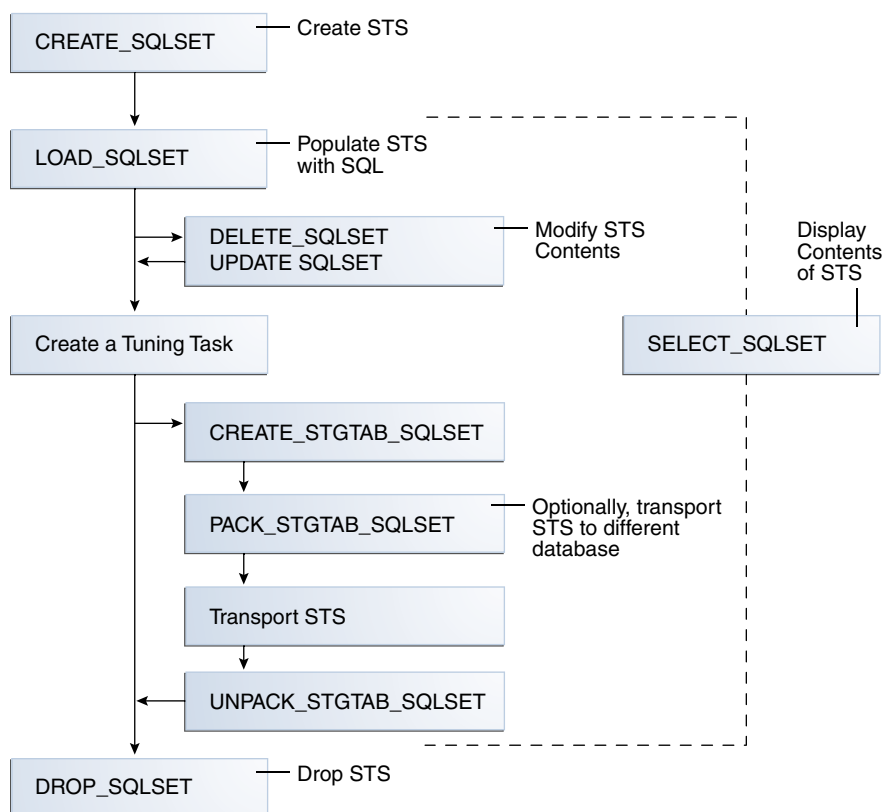 CREATE_SQLSET
Create STS
LOAD_SQLSET
Populate STS
with SQL
DELETE_SQLSET
UPDATE SQLSET
Modify STS
Contents
Display
Contents
of STS
Create a Tuning Task
SELECT_SQLSET
CREATE_STGTAB_SQLSET
PACK_STGTAB_SQLSET
Optionally, transport
STS to different
database
Transport STS
UNPACK_STGTAB_SQLSET
DROP_SQLSET
Drop STS